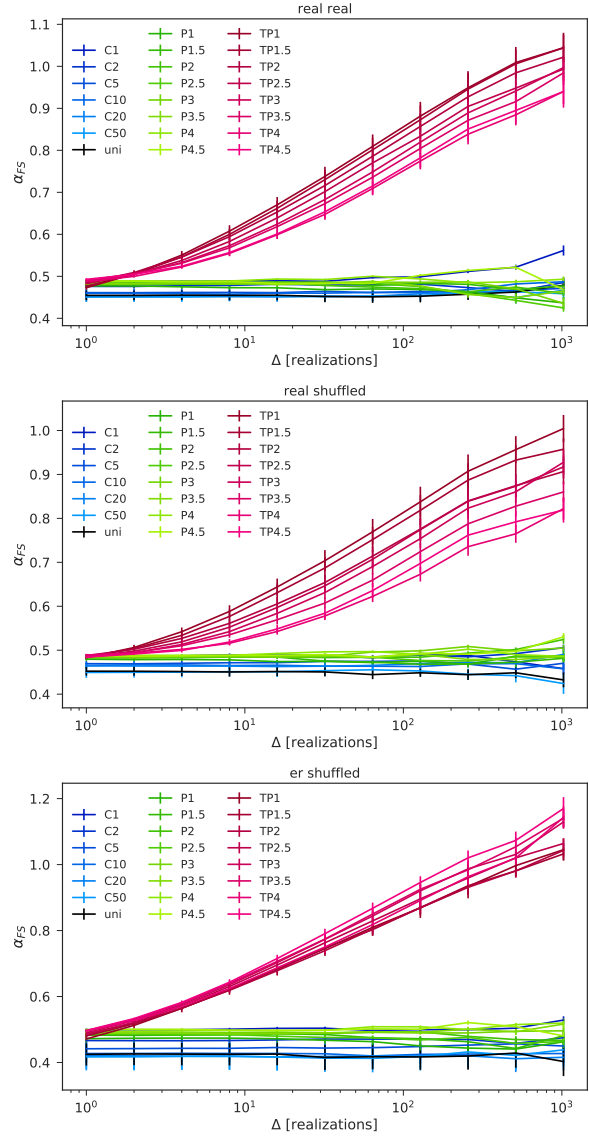 real real
1.1
1.0
0.9
0.8
0.7
0.6
0.5
0.4
α_FS
C1 P1 TP1
C2 P1.5 TP1.5
C5 P2 TP2
C10 P2.5 TP2.5
C20 P3 TP3
C50 P3.5 TP3.5
uni P4 TP4
P4.5 TP4.5
10⁰ 10¹ 10² 10³
Δ [realizations]
real shuffled
1.0
0.9
0.8
0.7
0.6
0.5
0.4
α_FS
P1 TP1
C1 P1.5 TP1.5
C2 P2 TP2
C5 P2.5 TP2.5
C10 P3 TP3
C20 P3.5 TP3.5
C50 P4 TP4
uni P4.5 TP4.5
10⁰ 10¹ 10² 10³
Δ [realizations]
er shuffled
1.2
1.0
0.8
0.6
0.4
α_FS
P1 TP1
C1 P1.5 TP1.5
C2 P2 TP2
C5 P2.5 TP2.5
C10 P3 TP3
C20 P3.5 TP3.5
C50 P4 TP4
uni P4.5 TP4.5
10⁰ 10¹ 10² 10³
Δ [realizations]